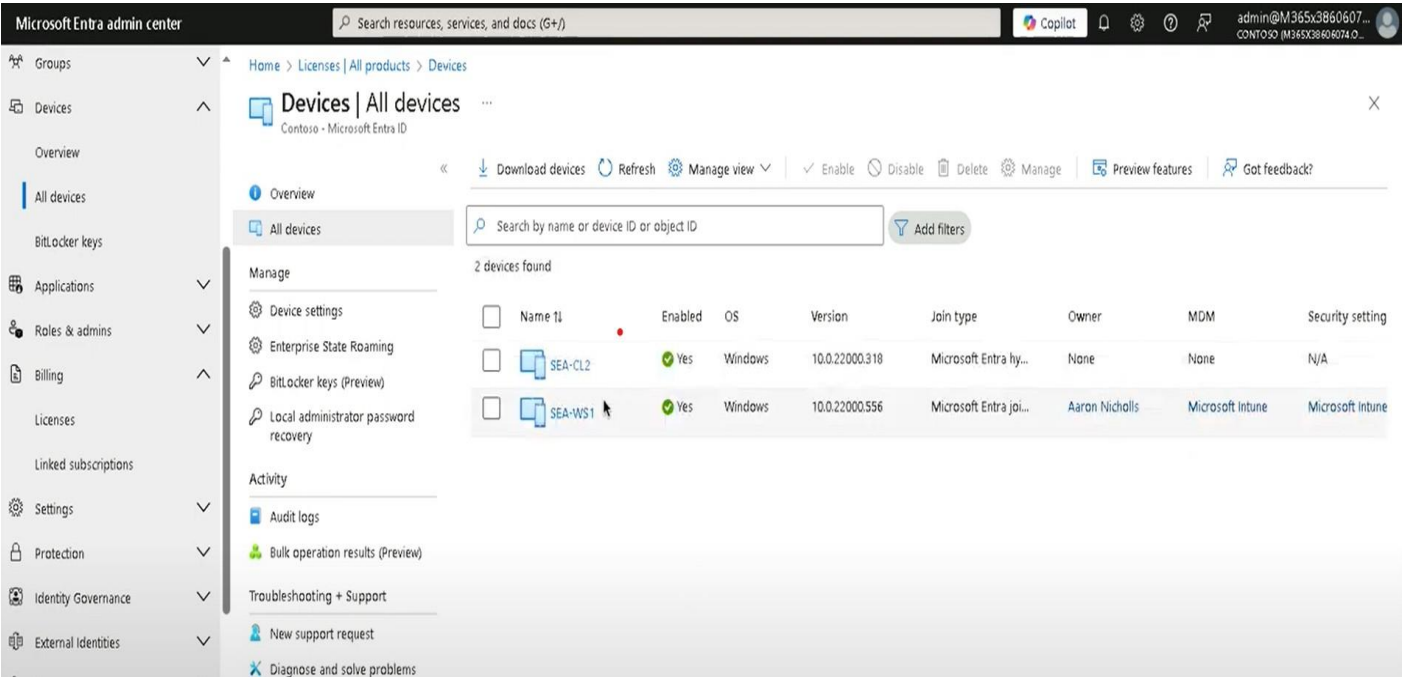 Microsoft Entra admin center
Search resources, services, and docs (G+/)
Copilot
admin@M365x3860607...
CONTOSO (M365X38606074.O...
Groups
Devices
Overview
All devices
BitLocker keys
Applications
Roles & admins
Billing
Licenses
Linked subscriptions
Settings
Protection
Identity Governance
External Identities
Home > Licenses | All products > Devices
Devices | All devices ...
Contoso - Microsoft Entra ID
Overview
All devices
Manage
Device settings
Enterprise State Roaming
BitLocker keys (Preview)
Local administrator password
recovery
Activity
Audit logs
Bulk operation results (Preview)
Troubleshooting + Support
New support request
Diagnose and solve problems
Download devices Refresh Manage view Enable Disable Delete Manage Preview features Got feedback?
Search by name or device ID or object ID
Add filters
2 devices found
Name Enabled OS Version Join type Owner MDM Security setting
SEA-CL2 Yes Windows 10.0.22000.318 Microsoft Entra hy... None None N/A
SEA-WS1 Yes Windows 10.0.22000.556 Microsoft Entra joi... Aaron Nicholls Microsoft Intune Microsoft Intune